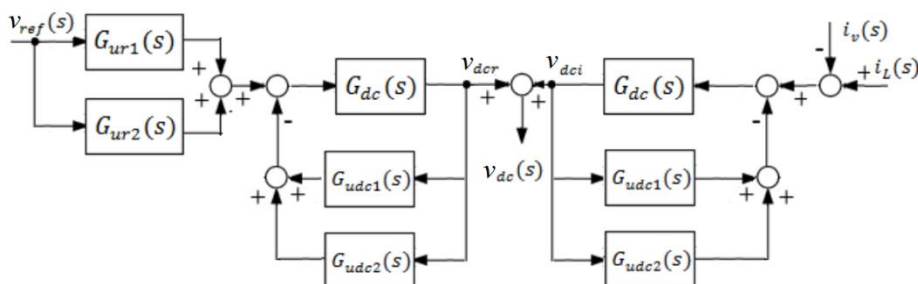 v_ref(s)
G_ur1(s)
G_ur2(s)
+
+
+
-
G_dc(s)
v_dcr
+
v_dc(s)
+
v_dci
G_dc(s)
+
-
i_v(s)
-
+ i_L(s)
G_udc1(s)
+
+
G_udc2(s)
G_udc1(s)
+
+
G_udc2(s)